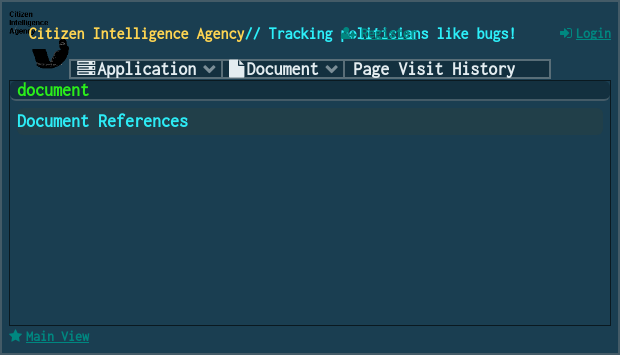 Citizen
Intelligence
Agency
Citizen Intelligence Agency// Tracking politicians like bugs!
Register
Login
Application
Document
Page Visit History
document
Document References
Main View